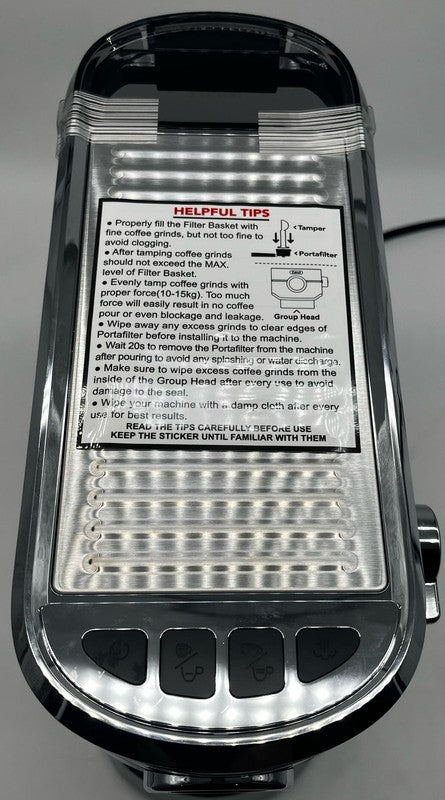 HELPFUL TIPS
• Properly fill the Filter Basket with
fine coffee grinds, but not too fine to
avoid clogging.
• After tamping coffee grinds
should not exceed the MAX.
level of Filter Basket.
• Evenly tamp coffee grinds with
proper force(10-15kg). Too much
force will easily result in no coffee
pour or even blockage and leakage.
Tamper
Portafilter
Group Head
• Wipe away any excess grinds to clear edges of
Portafilter before installing it to the machine.
• Wait 20s to remove the Portafilter from the machine
after pouring to avoid any splashing or water discharge.
• Make sure to wipe excess coffee grinds from the
inside of the Group Head after every use to avoid
damage to the seal.
• Wipe your machine with a damp cloth after every
use for best results.
READ THE TIPS CAREFULLY BEFORE USE
KEEP THE STICKER UNTIL FAMILIAR WITH THEM